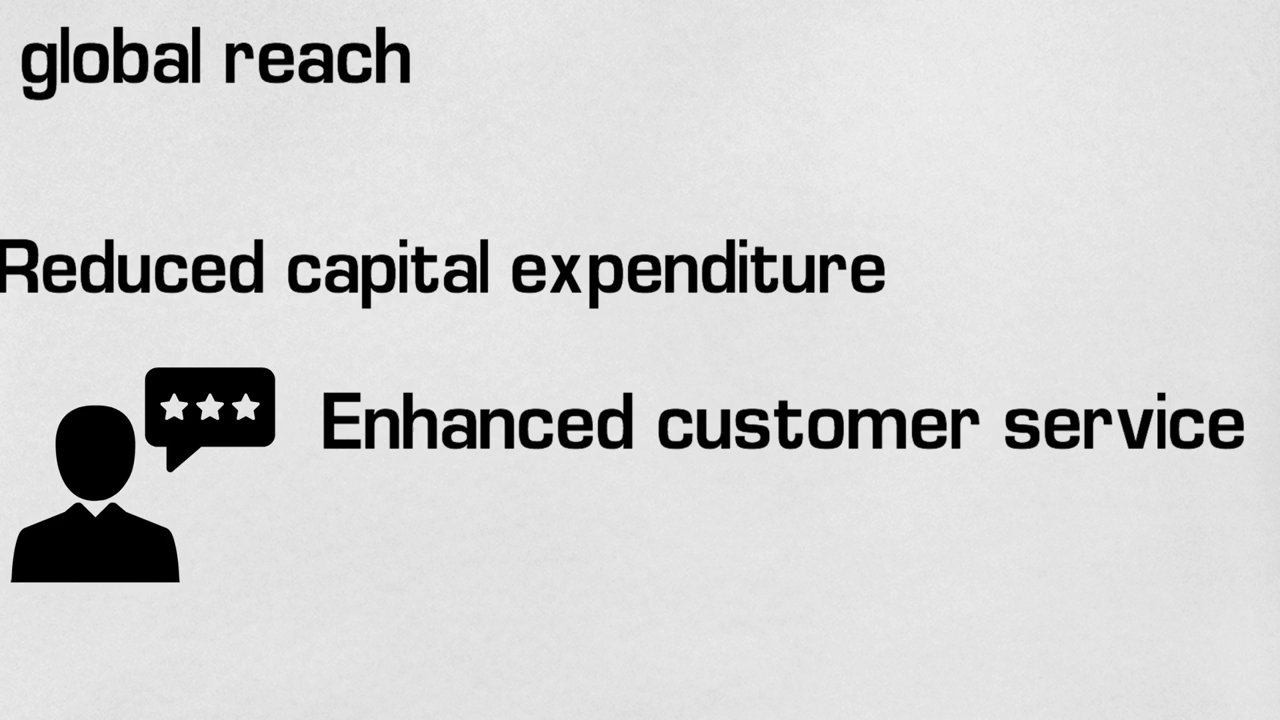 global reach
Reduced capital expenditure
Enhanced customer service